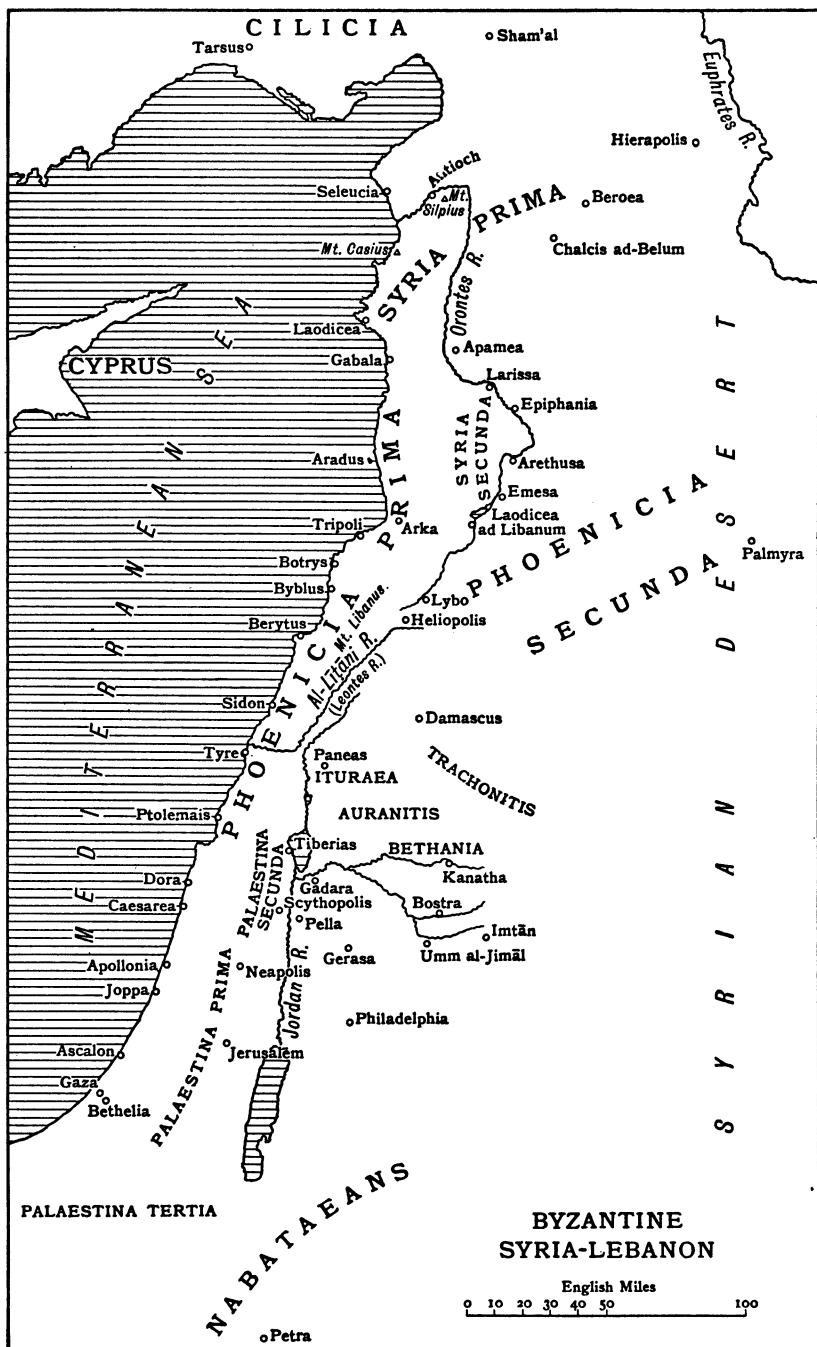 CILICIA
Tarsus
Sham'al
Euphrates R.
Hierapolis
Antioch
Seleucia
Mt.
Silpius
Beroea
SYRIA PRIMA
Mt. Casius
Chalcis ad-Belum
Orontes R.
Laodicea
CYPRUS
Gabala
Apamea
Larissa
Epiphania
SYRIA
SECUNDA
Aradus
Arethusa
Emesa
Laodicea
ad Libanum
Tripoli
Arka
PHOENICIA
SECUNDA
Palmyra
Botrys
Byblus
Lybo
Heliopolis
Berytus
Mt. Libanus.
Al-Līṭāni R.
(Leontes R.)
PHOENICIA PRIMA
MEDITERRANEAN SEA
SYRIAN DESERT
Sidon
Damascus
Tyre
Paneas
ITURAEA
TRACHONITIS
AURANITIS
Ptolemais
Tiberias
BETHANIA
Kanatha
PALAESTINA
SECUNDA
Dora
Gadara
Caesarea
Scythopolis
Bostra
Pella
Imtān
Umm al-Jimāl
Gerasa
Apollonia
Neapolis
Joppa
Jordan R.
Philadelphia
PALAESTINA PRIMA
Ascalon
Jerusalem
Gaza
Bethelia
PALAESTINA TERTIA
NABATAEANS
Petra
BYZANTINE
SYRIA-LEBANON
English Miles
0 10 20 30 40 50 100